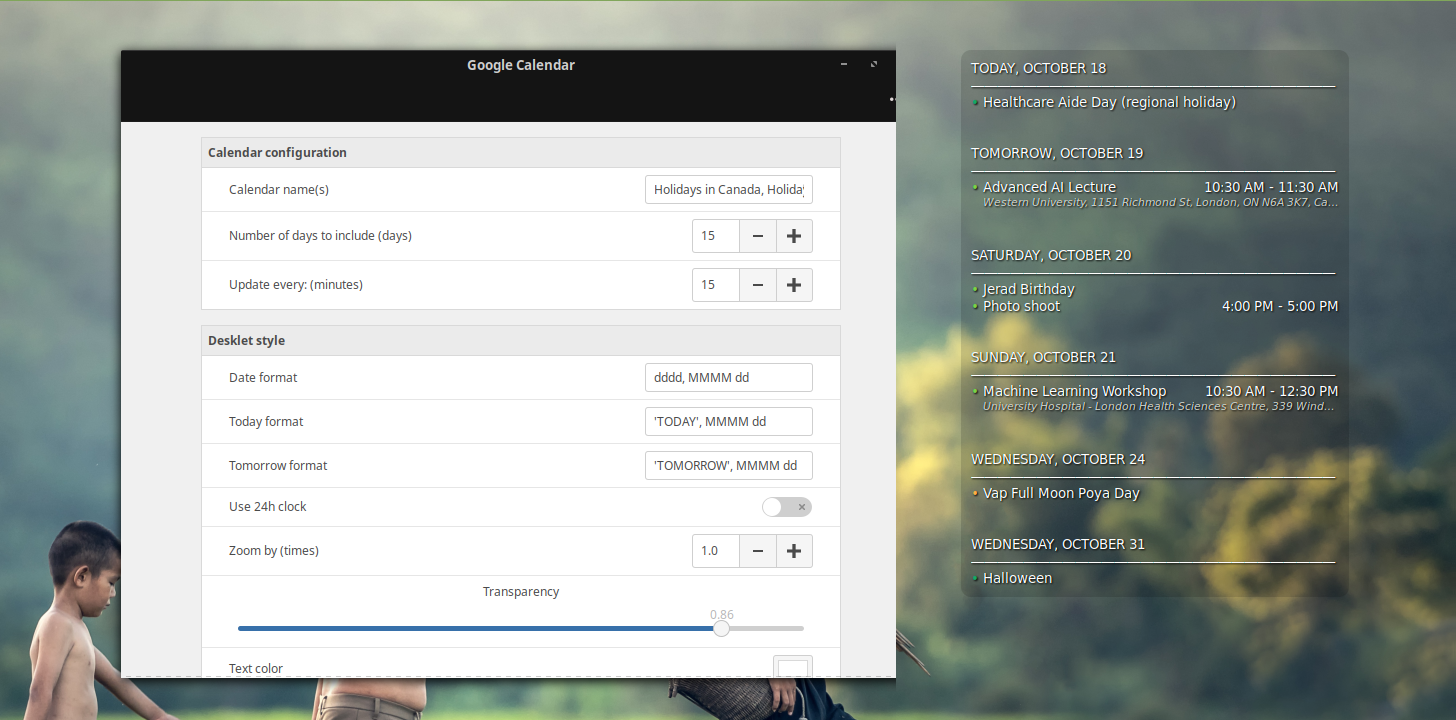 Google Calendar
Calendar configuration
Calendar name(s)
Holidays in Canada, Holiday
Number of days to include (days)
15
Update every: (minutes)
15
Desklet style
Date format
dddd, MMMM dd
Today format
'TODAY', MMMM dd
Tomorrow format
'TOMORROW', MMMM dd
Use 24h clock
Zoom by (times)
1.0
Transparency
0.86
Text color
TODAY, OCTOBER 18
• Healthcare Aide Day (regional holiday)
TOMORROW, OCTOBER 19
• Advanced AI Lecture 10:30 AM - 11:30 AM
Western University, 1151 Richmond St, London, ON N6A 3K7, Ca...
SATURDAY, OCTOBER 20
• Jerad Birthday
• Photo shoot 4:00 PM - 5:00 PM
SUNDAY, OCTOBER 21
• Machine Learning Workshop 10:30 AM - 12:30 PM
University Hospital - London Health Sciences Centre, 339 Wind...
WEDNESDAY, OCTOBER 24
• Vap Full Moon Poya Day
WEDNESDAY, OCTOBER 31
• Halloween